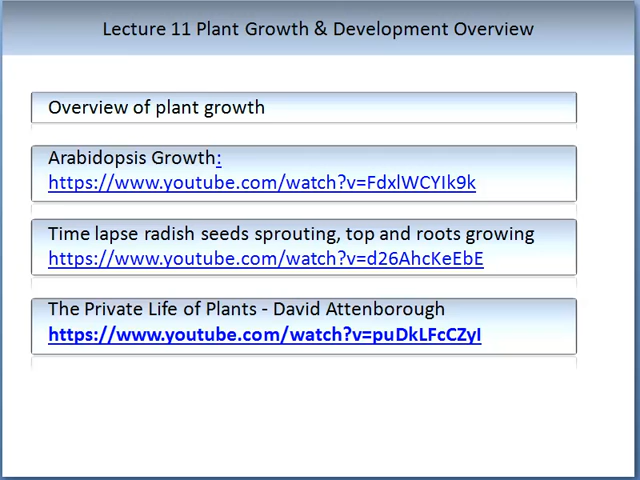 Lecture 11 Plant Growth & Development Overview
Overview of plant growth
Arabidopsis Growth:
https://www.youtube.com/watch?v=FdxlWCYIk9k
Time lapse radish seeds sprouting, top and roots growing
https://www.youtube.com/watch?v=d26AhcKeEbE
The Private Life of Plants - David Attenborough
https://www.youtube.com/watch?v=puDkLFcCZyI